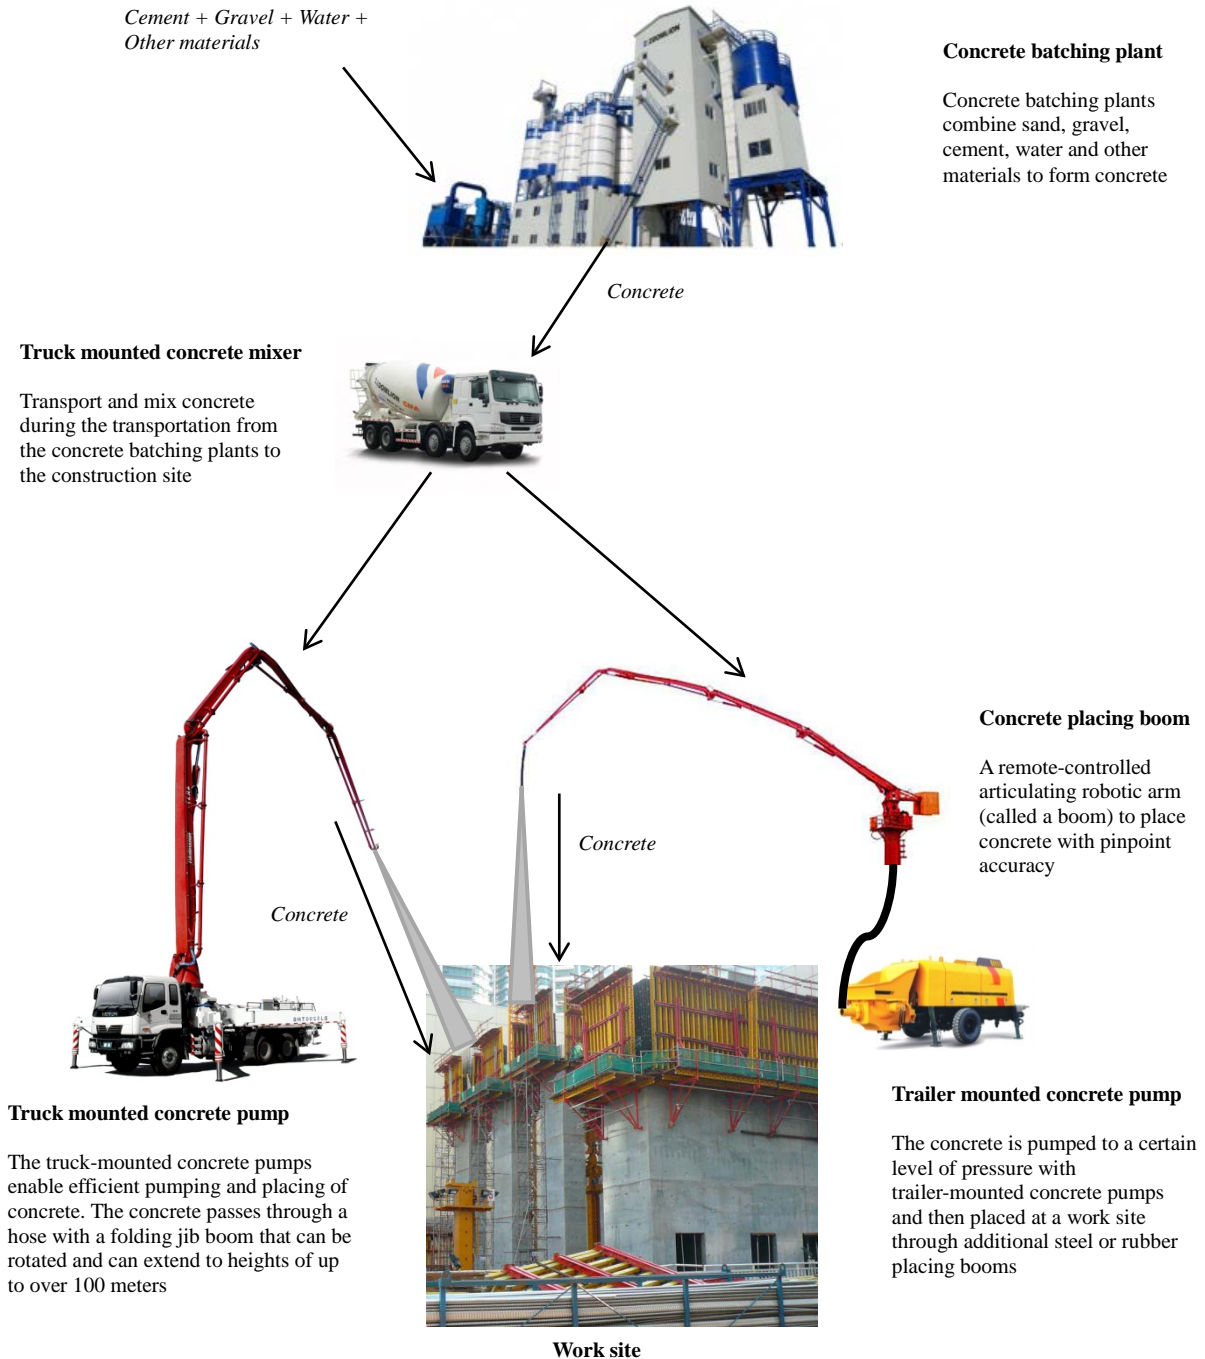 Cement + Gravel + Water +
Other materials
ZOOMLION
Concrete batching plant
Concrete batching plants
combine sand, gravel,
cement, water and other
materials to form concrete
Concrete
Truck mounted concrete mixer
Transport and mix concrete
during the transportation from
the concrete batching plants to
the construction site
ZOOMLION
Concrete placing boom
A remote-controlled
articulating robotic arm
(called a boom) to place
concrete with pinpoint
accuracy
Concrete
Concrete
Truck mounted concrete pump
The truck-mounted concrete pumps
enable efficient pumping and placing of
concrete. The concrete passes through a
hose with a folding jib boom that can be
rotated and can extend to heights of up
to over 100 meters
Trailer mounted concrete pump
The concrete is pumped to a certain
level of pressure with
trailer-mounted concrete pumps
and then placed at a work site
through additional steel or rubber
placing booms
Work site